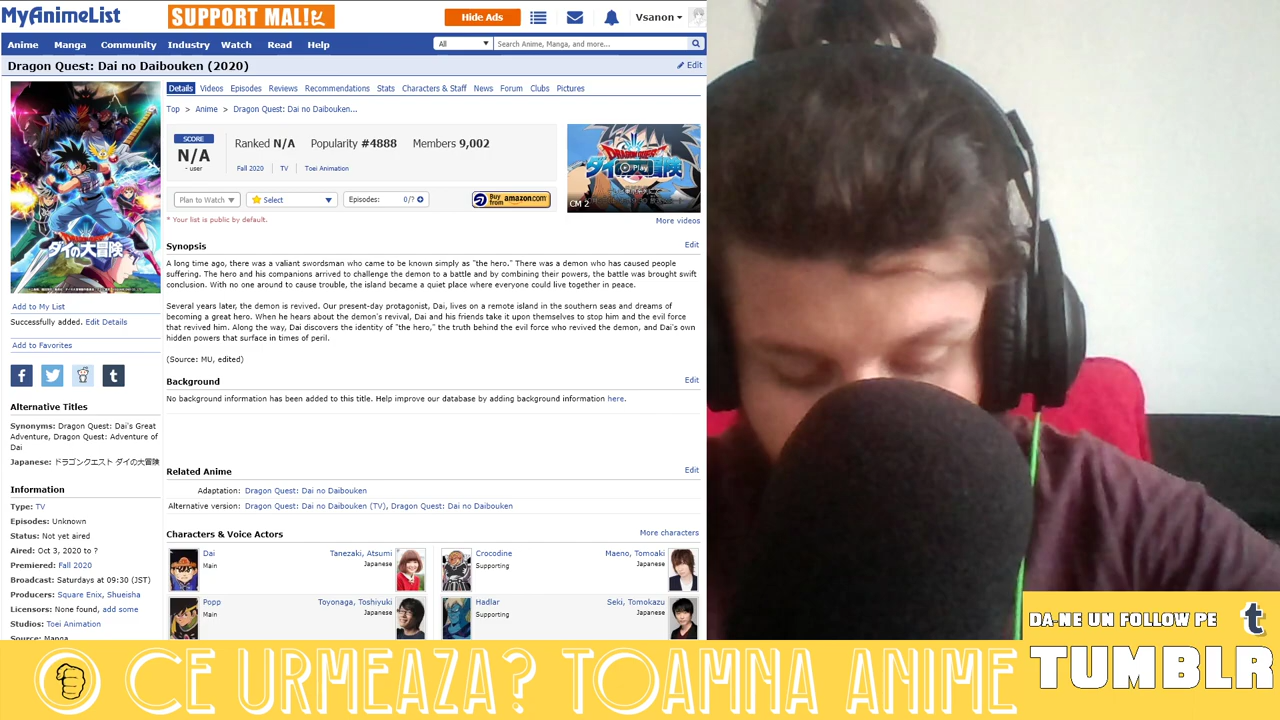 MyAnimeList
SUPPORT MAL!
Hide Ads
Vsanon
Anime Manga Community Industry Watch Read Help
All
Search Anime, Manga, and more...
Dragon Quest: Dai no Daibouken (2020)
Edit
Details Videos Episodes Reviews Recommendations Stats Characters & Staff News Forum Clubs Pictures
Top > Anime > Dragon Quest: Dai no Daibouken...
SCORE
N/A
- user
Ranked N/A Popularity #4888 Members 9,002
Fall 2020 | TV | Toei Animation
Plan to Watch
Select
Episodes: 0/?
Buy from amazon.com
Play
CM 2
* Your list is public by default.
More videos
Synopsis
Edit
A long time ago, there was a valiant swordsman who came to be known simply as "the hero." There was a demon who has caused people
suffering. The hero and his companions arrived to challenge the demon to a battle and by combining their powers, the battle was brought swift
conclusion. With no one around to cause trouble, the island became a quiet place where everyone could live together in peace.
Several years later, the demon is revived. Our present-day protagonist, Dai, lives on a remote island in the southern seas and dreams of
becoming a great hero. When he hears about the demon's revival, Dai and his friends take it upon themselves to stop him and the evil force
that revived him. Along the way, Dai discovers the identity of "the hero," the truth behind the evil force who revived the demon, and Dai's own
hidden powers that surface in times of peril.
(Source: MU, edited)
Background
Edit
No background information has been added to this title. Help improve our database by adding background information here.
Related Anime
Edit
Adaptation: Dragon Quest: Dai no Daibouken
Alternative version: Dragon Quest: Dai no Daibouken (TV), Dragon Quest: Dai no Daibouken
Characters & Voice Actors
More characters
Dai
Main
Tanezaki, Atsumi
Japanese
Crocodine
Supporting
Maeno, Tomoaki
Japanese
Popp
Main
Toyonaga, Toshiyuki
Japanese
Hadlar
Supporting
Seki, Tomokazu
Japanese
ダイの大冒険
Add to My List
Successfully added. Edit Details
Add to Favorites
Alternative Titles
Synonyms: Dragon Quest: Dai's Great
Adventure, Dragon Quest: Adventure of
Dai
Japanese: ドラゴンクエスト ダイの大冒険
Information
Type: TV
Episodes: Unknown
Status: Not yet aired
Aired: Oct 3, 2020 to ?
Premiered: Fall 2020
Broadcast: Saturdays at 09:30 (JST)
Producers: Square Enix, Shueisha
Licensors: None found, add some
Studios: Toei Animation
Source: Manga
DA-NE UN FOLLOW PE
TUMBLR
CE URMEAZA? TOAMNA ANIME